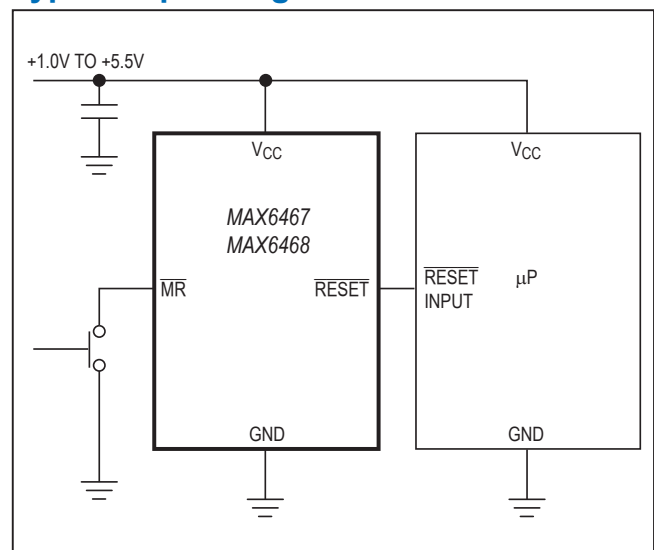 +1.0V TO +5.5V
VCC
VCC
MAX6467
MAX6468
MR
RESET
RESET
INPUT
μP
GND
GND